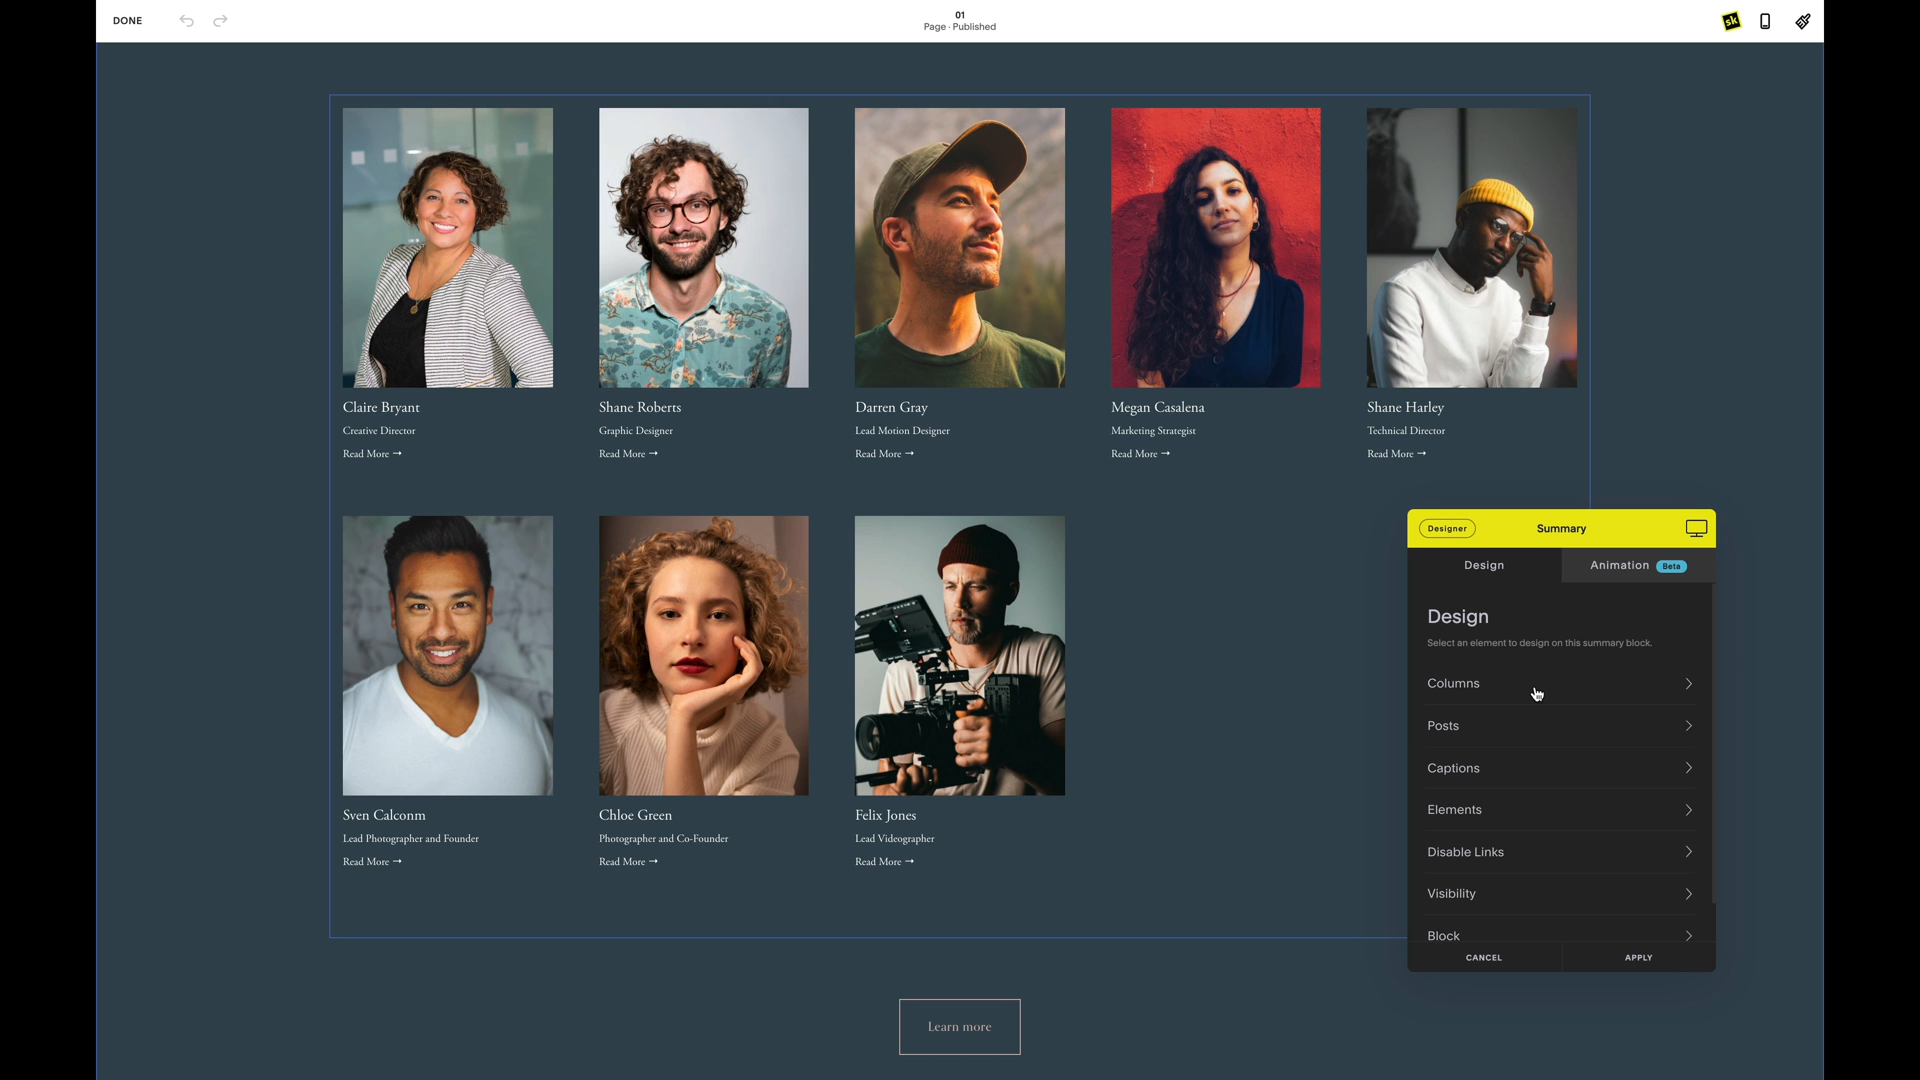 DONE
01
Page · Published
sk
Claire Bryant
Creative Director
Read More →
Shane Roberts
Graphic Designer
Read More →
Darren Gray
Lead Motion Designer
Read More →
Megan Casalena
Marketing Strategist
Read More →
Shane Harley
Technical Director
Read More →
Sven Calconm
Lead Photographer and Founder
Read More →
Chloe Green
Photographer and Co-Founder
Read More →
Felix Jones
Lead Videographer
Read More →
Designer
Summary
Design
Animation Beta
Design
Select an element to design on this summary block.
Columns
Posts
Captions
Elements
Disable Links
Visibility
Block
CANCEL
APPLY
Learn more